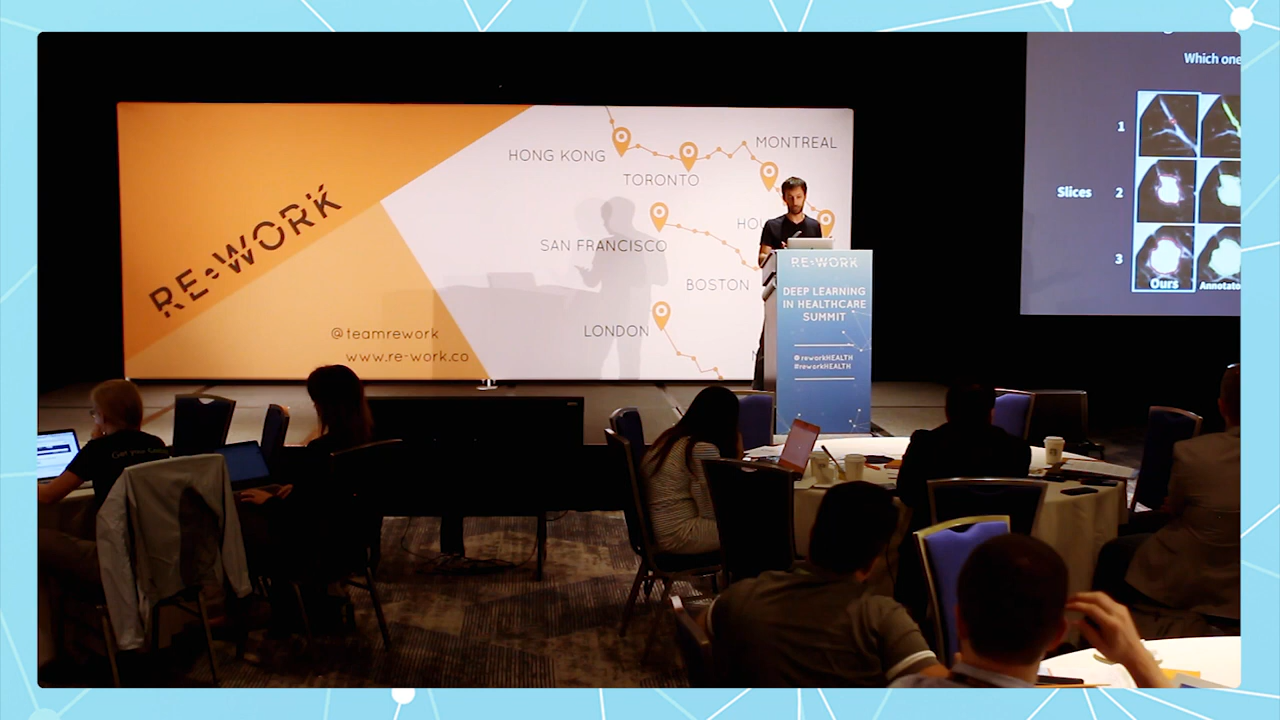 RE•WORK
@teamrework
www.re-work.co
HONG KONG
TORONTO
MONTREAL
SAN FRANCISCO
BOSTON
LONDON
RE•WORK
DEEP LEARNING
IN HEALTHCARE
SUMMIT
@reworkHEALTH
#reworkHEALTH
Which one
1
Slices
2
3
Ours